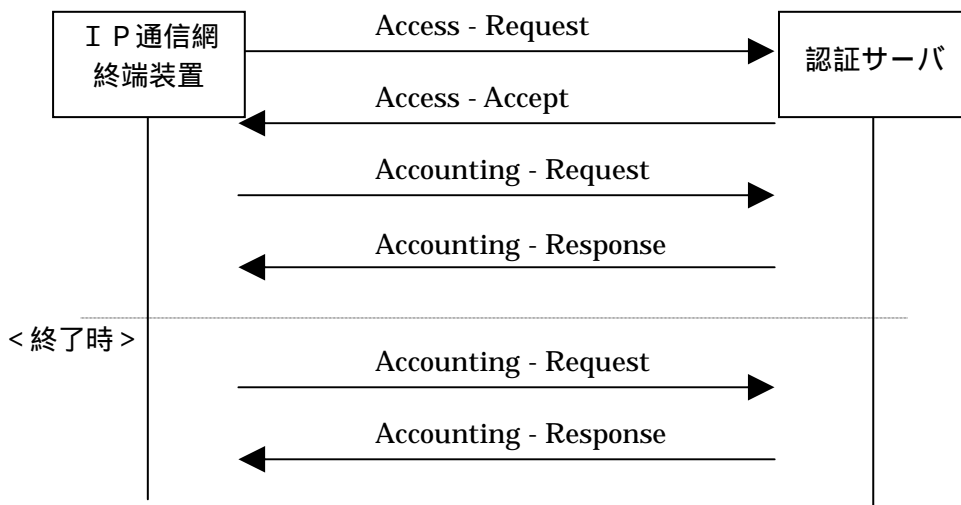 ＩＰ通信網
終端装置
Access - Request
認証サーバ
Access - Accept
Accounting - Request
Accounting - Response
<終了時>
Accounting - Request
Accounting - Response